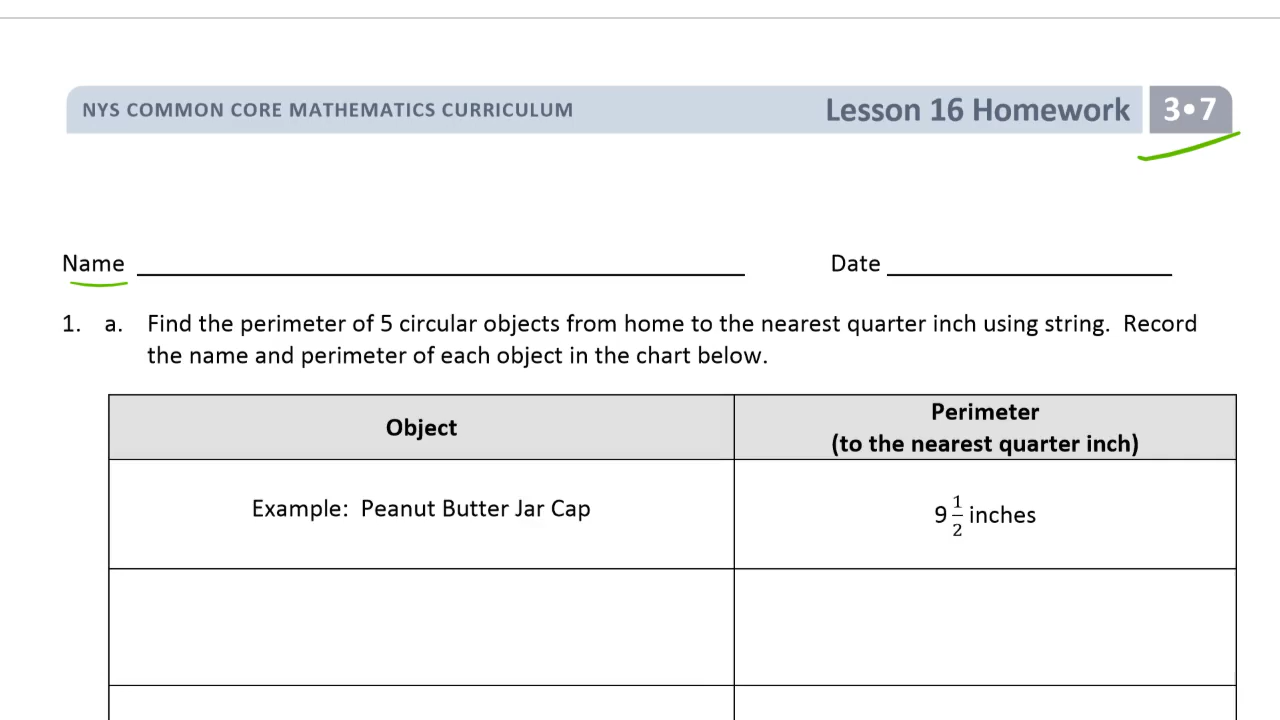 NYS COMMON CORE MATHEMATICS CURRICULUM Lesson 16 Homework 3•7
Name Date
1. a. Find the perimeter of 5 circular objects from home to the nearest quarter inch using string. Record
the name and perimeter of each object in the chart below.
Object
Perimeter
(to the nearest quarter inch)
Example: Peanut Butter Jar Cap
9 1/2 inches